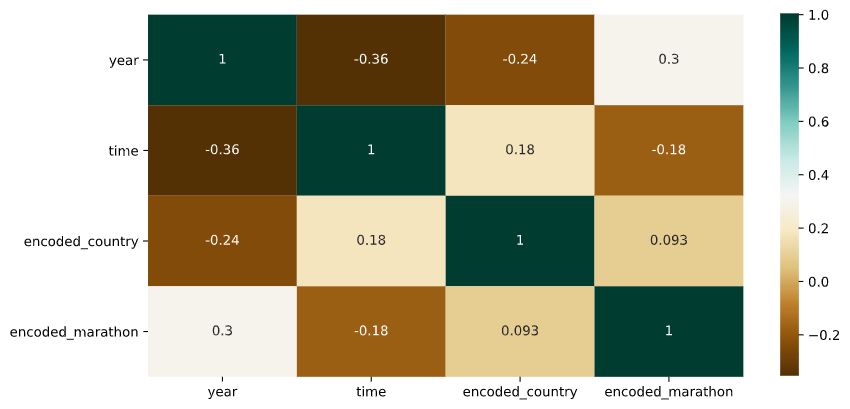 year 1 -0.36 -0.24 0.3
time -0.36 1 0.18 -0.18
encoded_country -0.24 0.18 1 0.093
encoded_marathon 0.3 -0.18 0.093 1
year time encoded_country encoded_marathon
1.0
0.8
0.6
0.4
0.2
0.0
−0.2